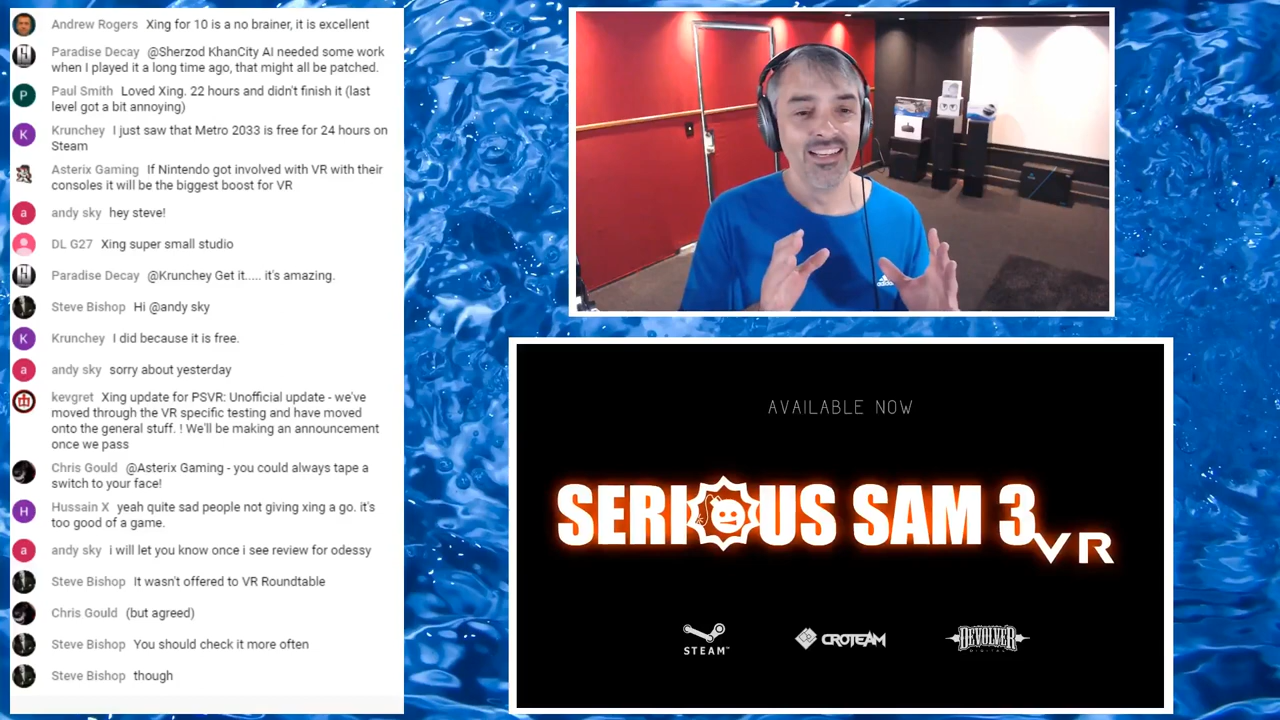 Andrew Rogers Xing for 10 is a no brainer, it is excellent
Paradise Decay @Sherzod KhanCity AI needed some work
when I played it a long time ago, that might all be patched.
P
Paul Smith Loved Xing. 22 hours and didn't finish it (last
level got a bit annoying)
K
Krunchey I just saw that Metro 2033 is free for 24 hours on
Steam
Asterix Gaming If Nintendo got involved with VR with their
consoles it will be the biggest boost for VR
a
andy sky hey steve!
DL G27 Xing super small studio
Paradise Decay @Krunchey Get it..... it's amazing.
Steve Bishop Hi @andy sky
K
Krunchey I did because it is free.
a
andy sky sorry about yesterday
kevgret Xing update for PSVR: Unofficial update - we've
moved through the VR specific testing and have moved
onto the general stuff. ! We'll be making an announcement
once we pass
Chris Gould @Asterix Gaming - you could always tape a
switch to your face!
H
Hussain X yeah quite sad people not giving xing a go. it's
too good of a game.
a
andy sky i will let you know once i see review for odessy
Steve Bishop It wasn't offered to VR Roundtable
Chris Gould (but agreed)
Steve Bishop You should check it more often
Steve Bishop though
adidas
AVAILABLE NOW
SERIOUS SAM 3
VR
STEAM™
CROTEAM
DEVOLVER
DIGITAL